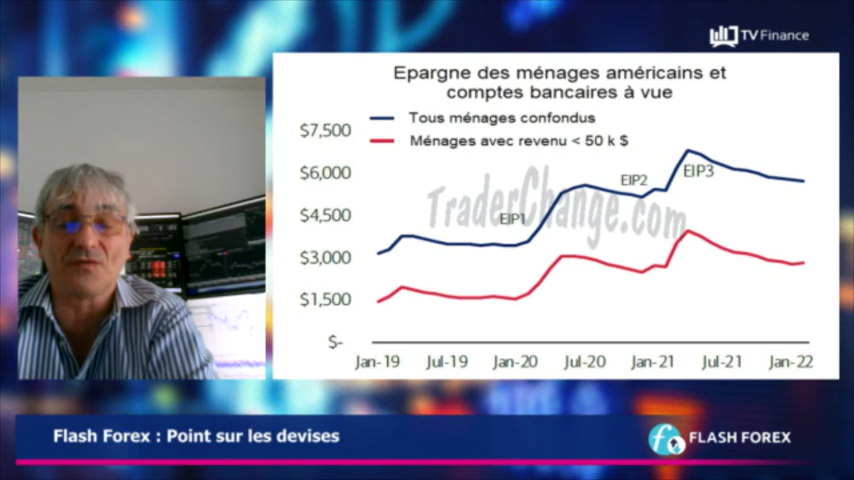 TV Finance
Epargne des ménages américains et
comptes bancaires à vue
Tous ménages confondus
Ménages avec revenu < 50 k $
$7,500
$6,000
$4,500
$3,000
$1,500
$-
EIP1
EIP2
EIP3
TraderChange.com
Jan-19
Jul-19
Jan-20
Jul-20
Jan-21
Jul-21
Jan-22
Flash Forex : Point sur les devises
FLASH FOREX